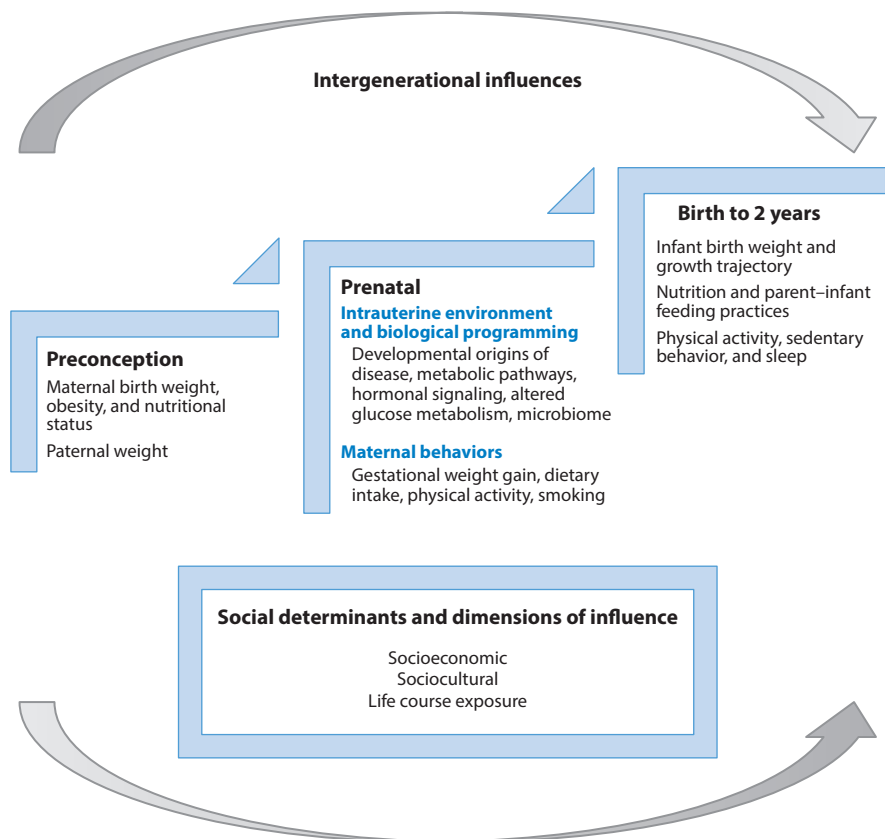 Intergenerational influences
Preconception
Maternal birth weight,
obesity, and nutritional
status
Paternal weight
Prenatal
Intrauterine environment
and biological programming
Developmental origins of
disease, metabolic pathways,
hormonal signaling, altered
glucose metabolism, microbiome
Maternal behaviors
Gestational weight gain, dietary
intake, physical activity, smoking
Birth to 2 years
Infant birth weight and
growth trajectory
Nutrition and parent–infant
feeding practices
Physical activity, sedentary
behavior, and sleep
Social determinants and dimensions of influence
Socioeconomic
Sociocultural
Life course exposure